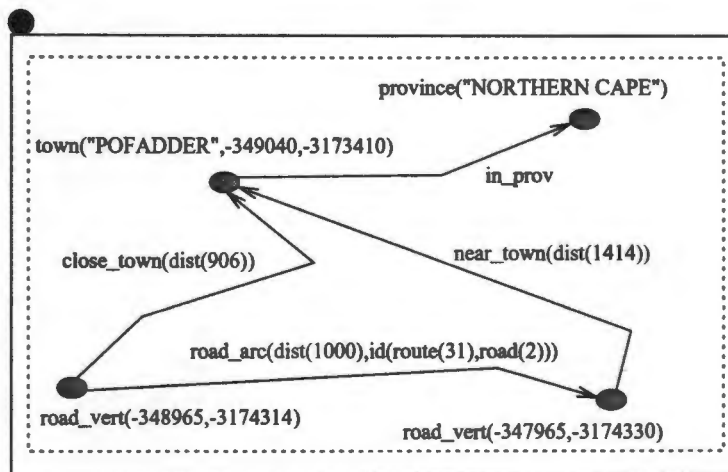 province("NORTHERN CAPE")
town("POFADDER",-349040,-3173410)
in_prov
close_town(dist(906))
near_town(dist(1414))
road_arc(dist(1000),id(route(31),road(2)))
road_vert(-348965,-3174314)
road_vert(-347965,-3174330)